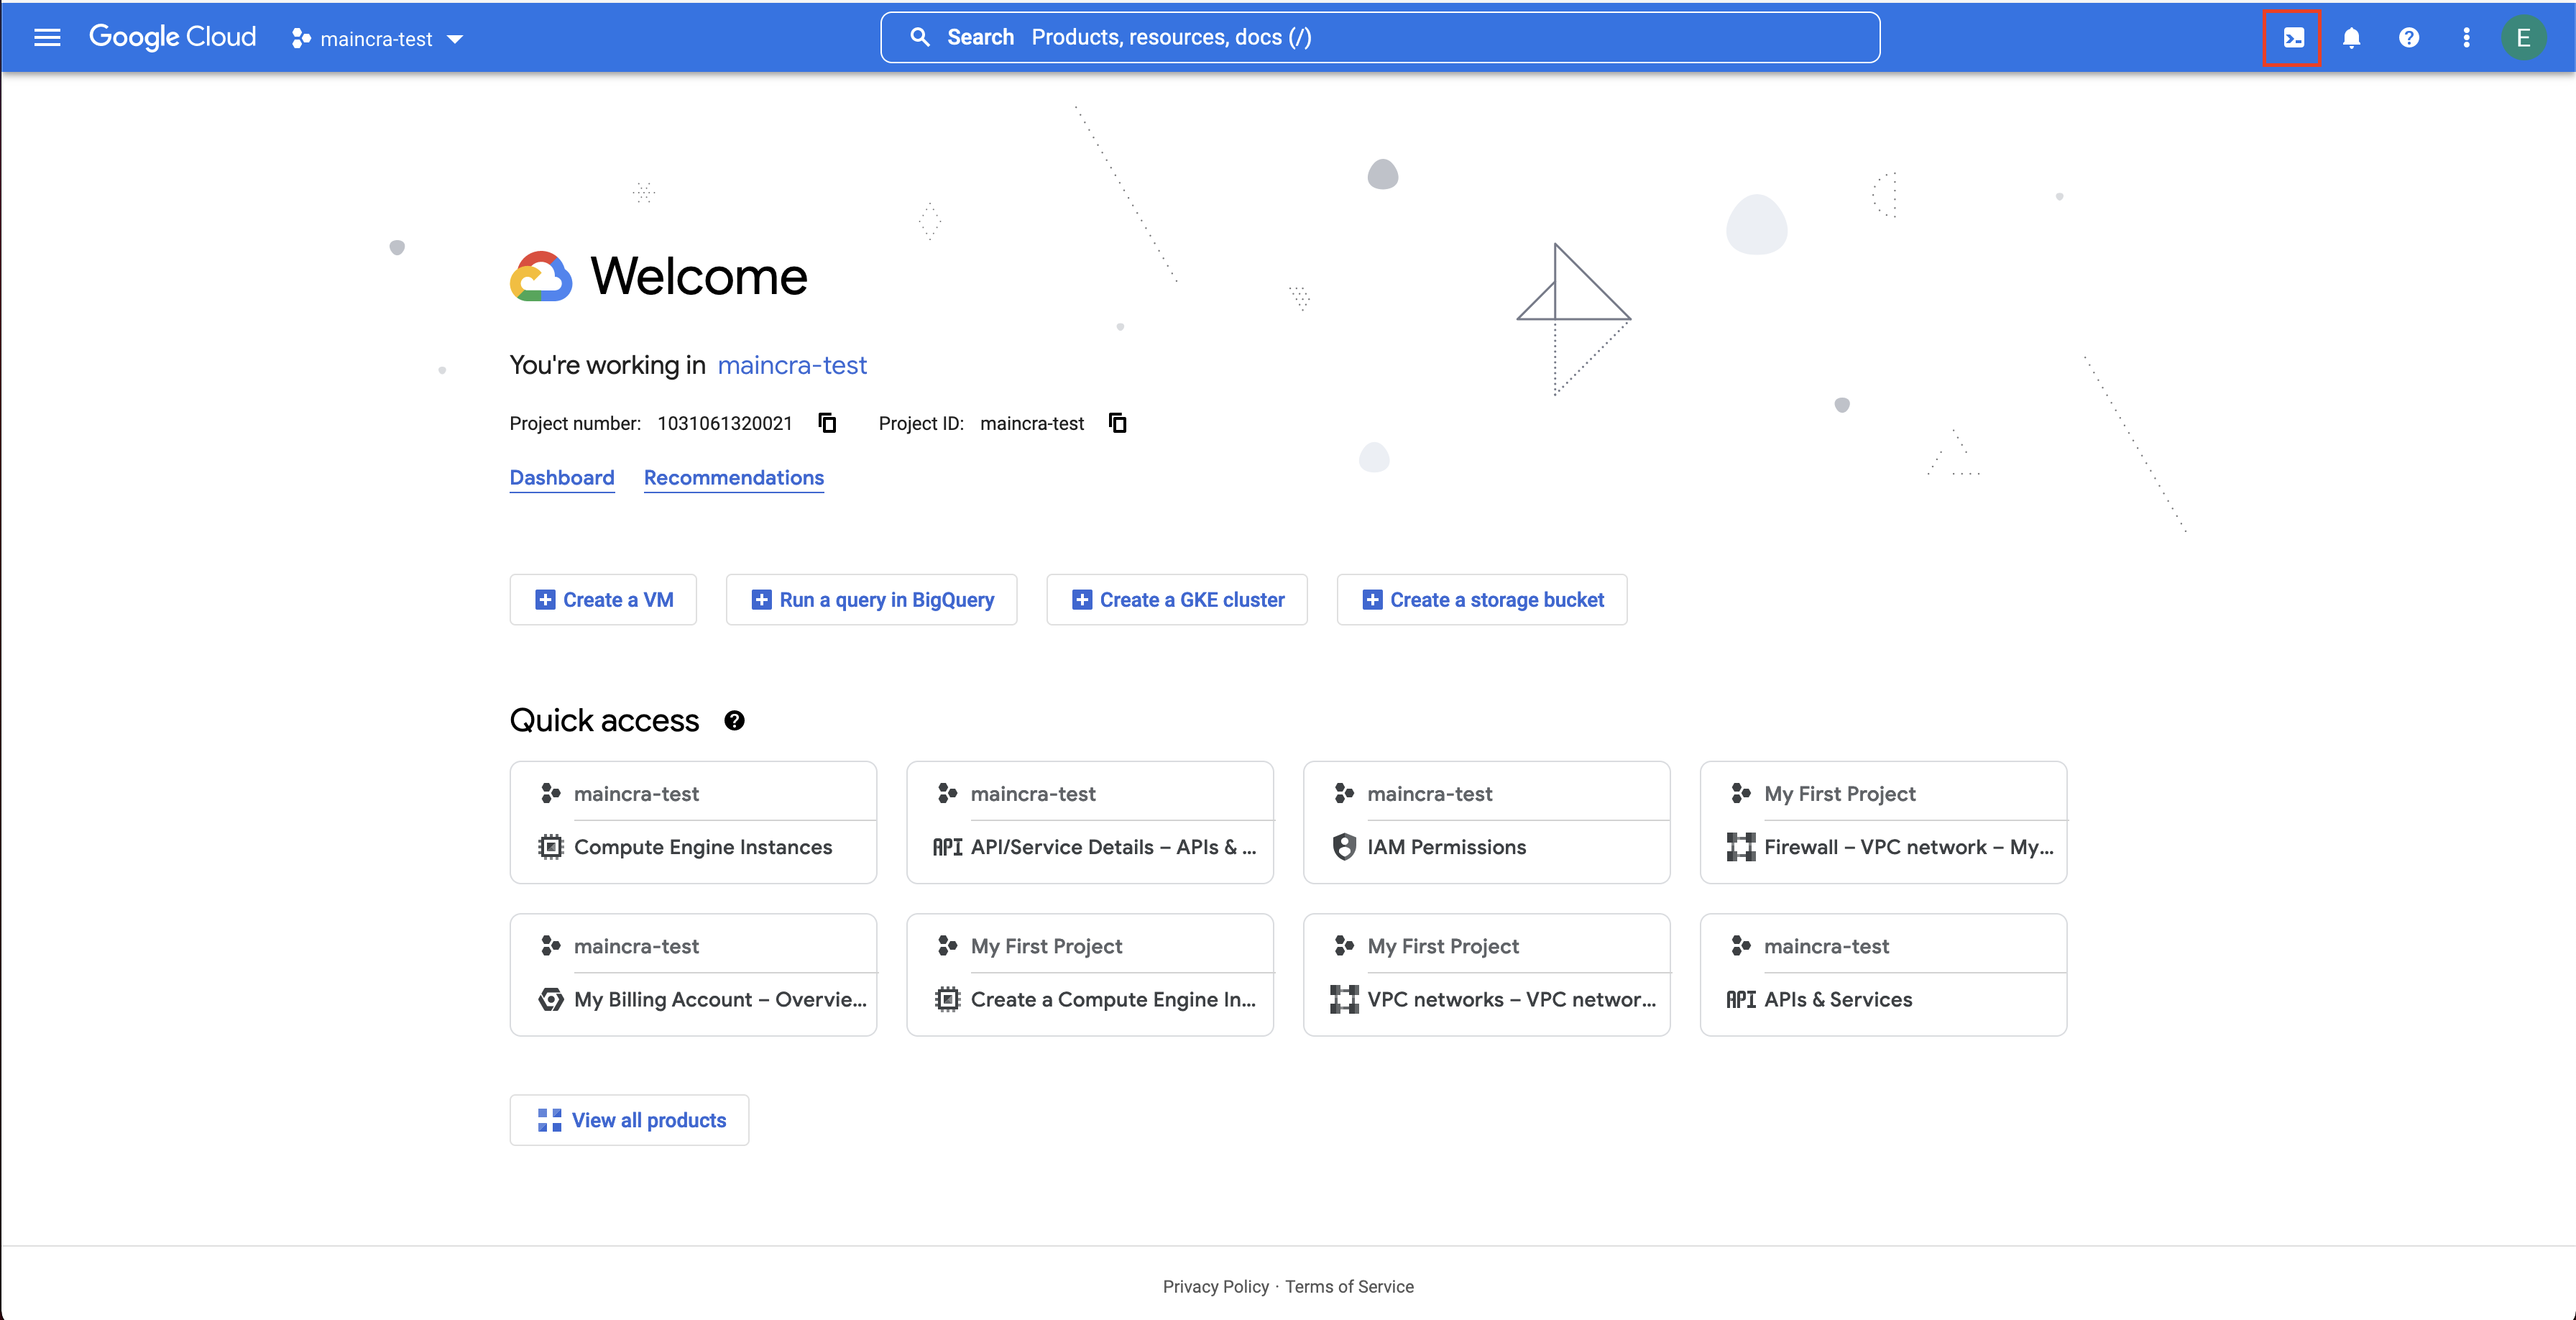 Google Cloud maincra-test Search Products, resources, docs (/) E
Welcome
You're working in maincra-test
Project number: 1031061320021 Project ID: maincra-test
Dashboard Recommendations
Create a VM Run a query in BigQuery Create a GKE cluster Create a storage bucket
Quick access
maincra-test maincra-test maincra-test My First Project
Compute Engine Instances API API/Service Details – APIs & ... IAM Permissions Firewall – VPC network – My...
maincra-test My First Project My First Project maincra-test
My Billing Account – Overvie... Create a Compute Engine In... VPC networks – VPC networ... API APIs & Services
View all products
Privacy Policy · Terms of Service